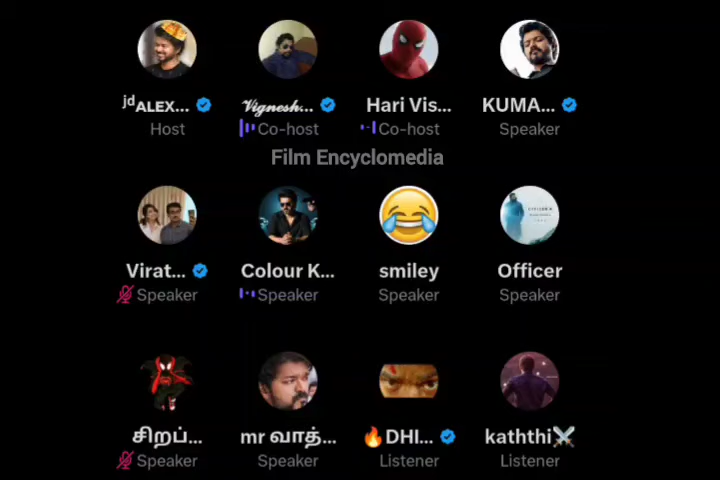 ʲᵈALEX... Vignesh... Hari Vis... KUMA...
Host Co-host Co-host Speaker
Film Encyclomedia
Virat... Colour K... smiley Officer
Speaker Speaker Speaker Speaker
சிறப்... mr வாத்... 🔥DHI... kaththi⚔️
Speaker Speaker Listener Listener